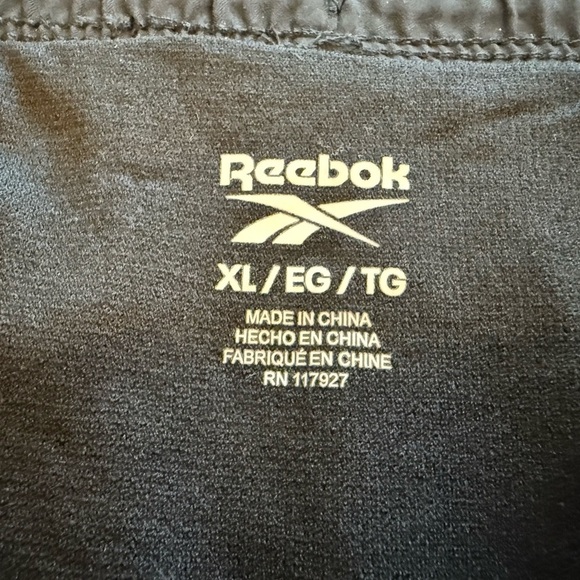 Reebok
XL / EG / TG
MADE IN CHINA
HECHO EN CHINA
FABRIQUÉ EN CHINE
RN 117927